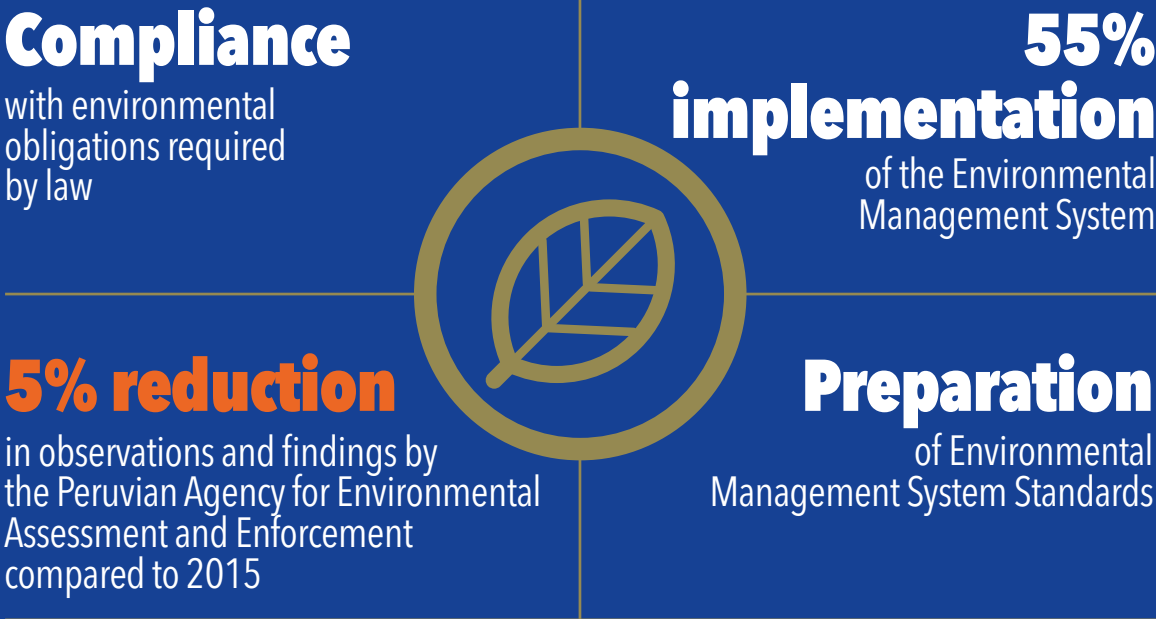 Compliance
with environmental
obligations required
by law
55%
implementation
of the Environmental
Management System
5% reduction
in observations and findings by
the Peruvian Agency for Environmental
Assessment and Enforcement
compared to 2015
Preparation
of Environmental
Management System Standards